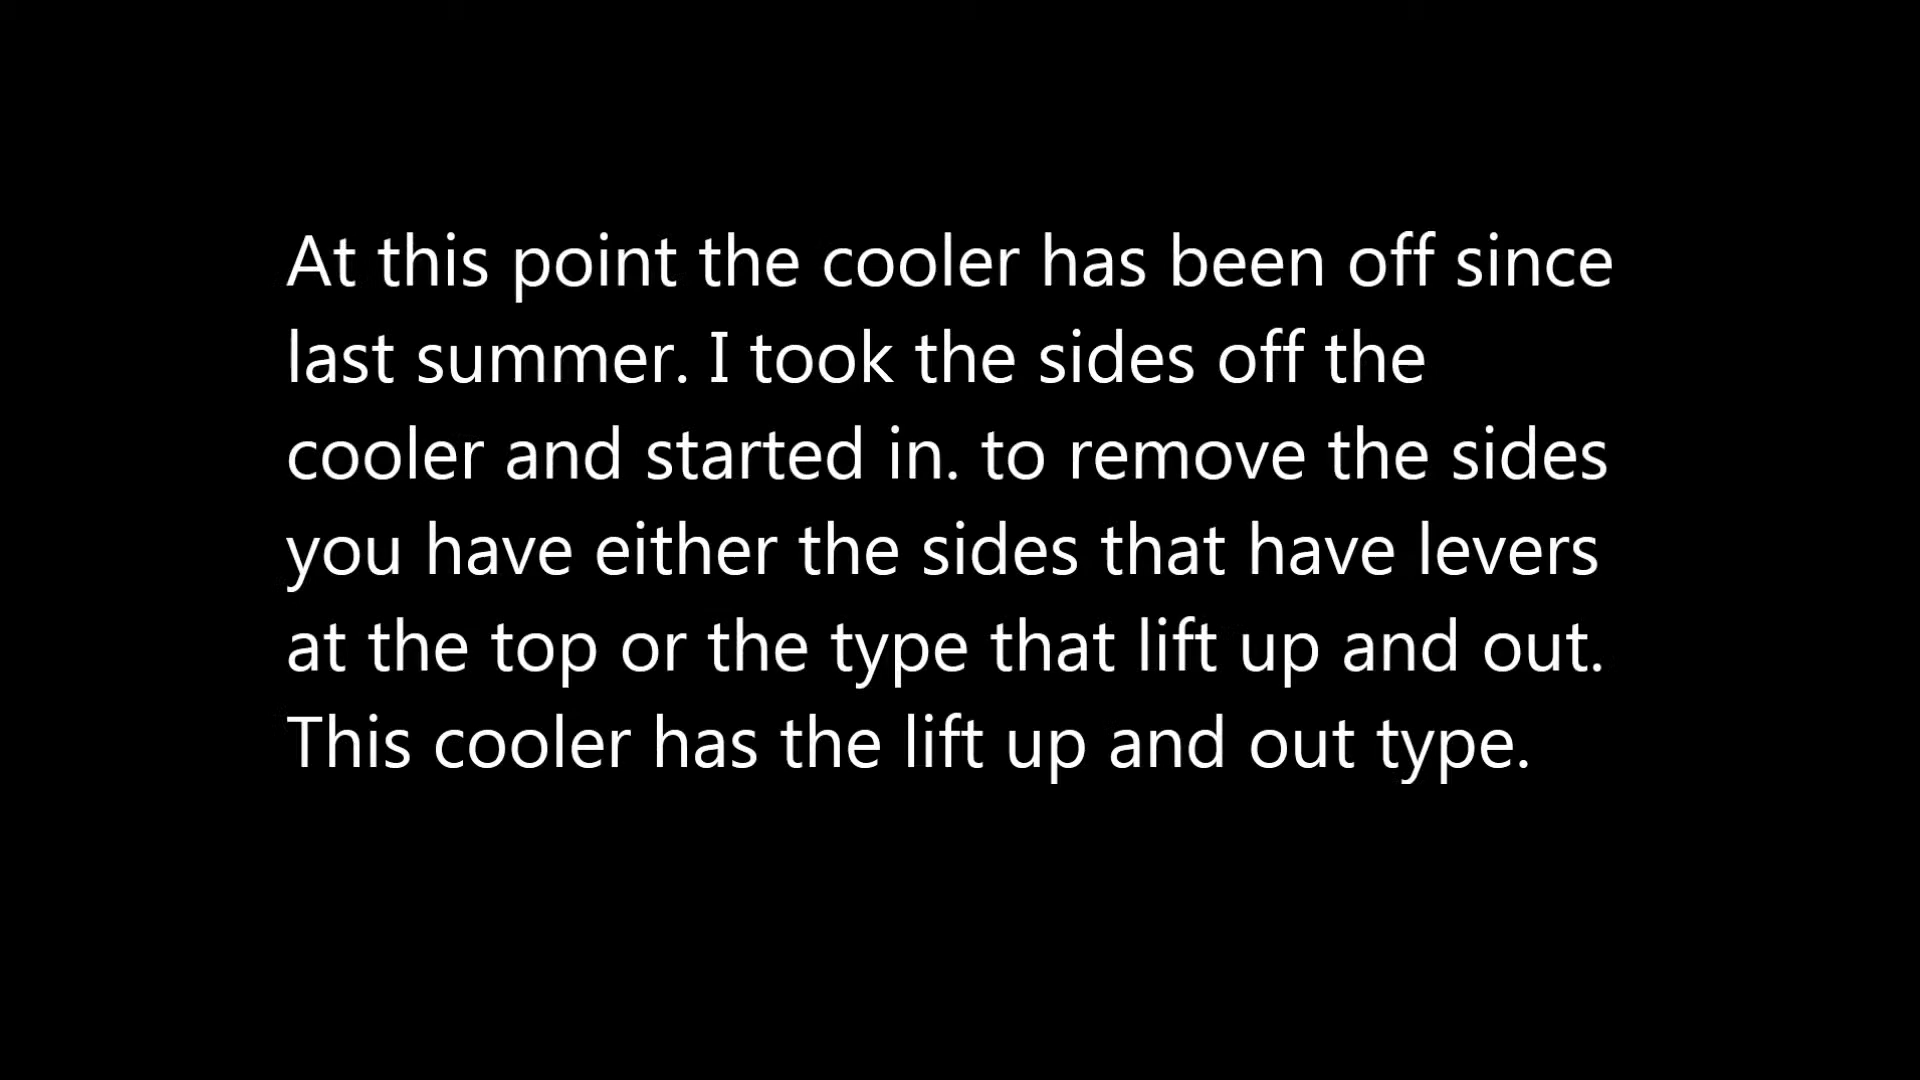 At this point the cooler has been off since
last summer. I took the sides off the
cooler and started in. to remove the sides
you have either the sides that have levers
at the top or the type that lift up and out.
This cooler has the lift up and out type.